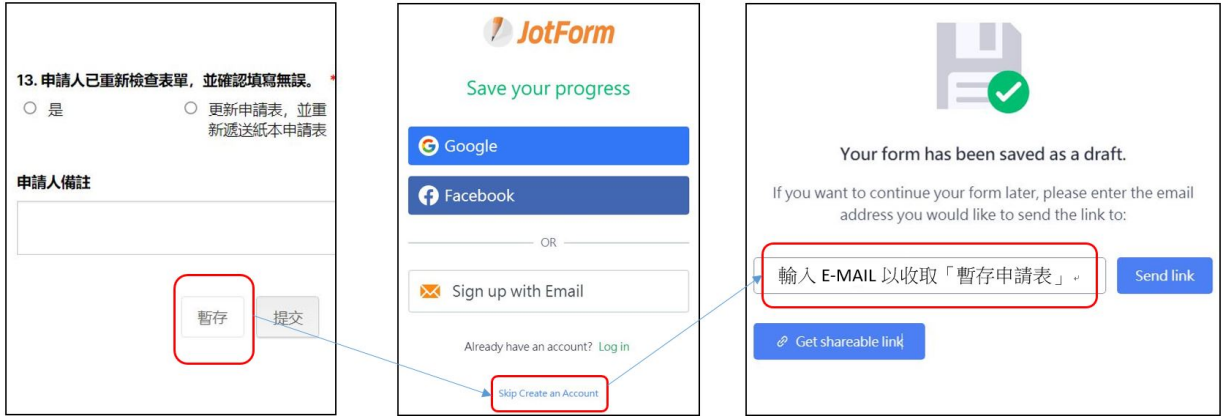 13. 申請人已重新檢查表單，並確認填寫無誤。 *
是
更新申請表，並重
新遞送紙本申請表
申請人備註
暫存
提交
JotForm
Save your progress
Google
Facebook
OR
Sign up with Email
Already have an account? Log in
Skip Create an Account
Your form has been saved as a draft.
If you want to continue your form later, please enter the email
address you would like to send the link to:
輸入 E-MAIL 以收取「暫存申請表」
Send link
Get shareable link